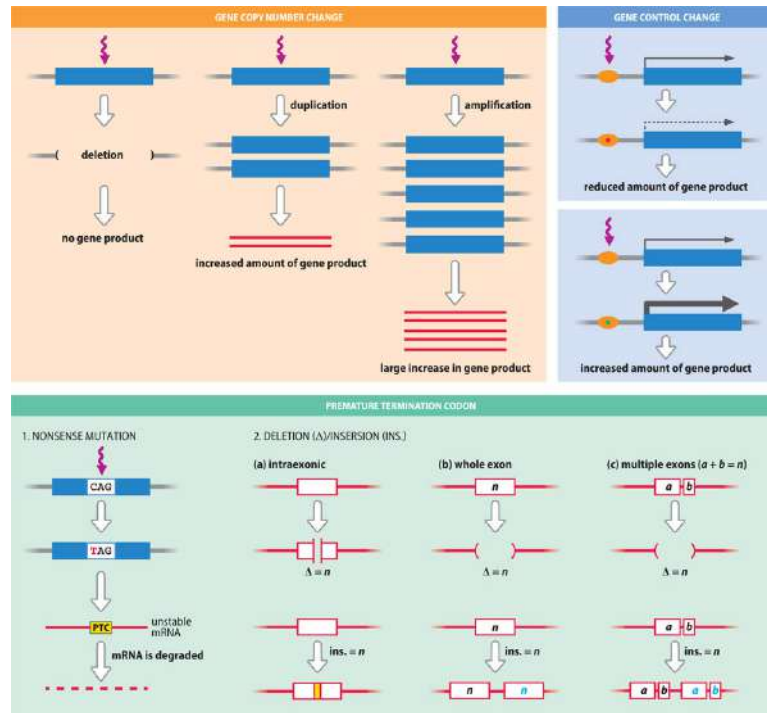 GENE COPY NUMBER CHANGE
duplication
amplification
( deletion )
no gene product
increased amount of gene product
large increase in gene product
GENE CONTROL CHANGE
reduced amount of gene product
increased amount of gene product
PREMATURE TERMINATION CODON
1. NONSENSE MUTATION
CAG
TAG
PTC
unstable
mRNA
mRNA is degraded
2. DELETION (Δ)/INSERSION (INS.)
(a) intraexonic
Δ = n
ins. = n
(b) whole exon
n
Δ = n
n
ins. = n
n n
(c) multiple exons (a + b = n)
a b
Δ = n
a b
ins. = n
a b a b